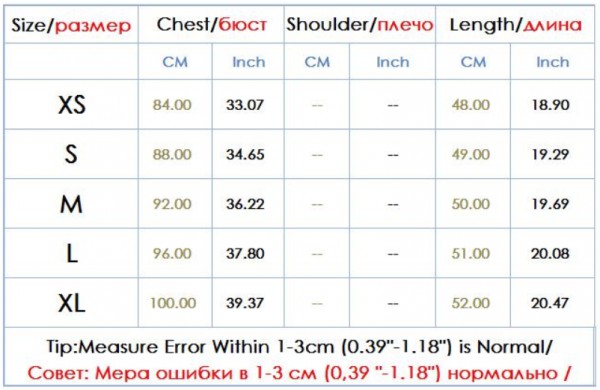 Size/размер Chest/бюст Shoulder/плечо Length/длина
CM Inch CM Inch CM Inch
XS 84.00 33.07 -- -- 48.00 18.90
S 88.00 34.65 -- -- 49.00 19.29
M 92.00 36.22 -- -- 50.00 19.69
L 96.00 37.80 -- -- 51.00 20.08
XL 100.00 39.37 -- -- 52.00 20.47
Tip:Measure Error Within 1-3cm (0.39"-1.18") is Normal/
Совет: Мера ошибки в 1-3 см (0,39 "-1.18") нормально /